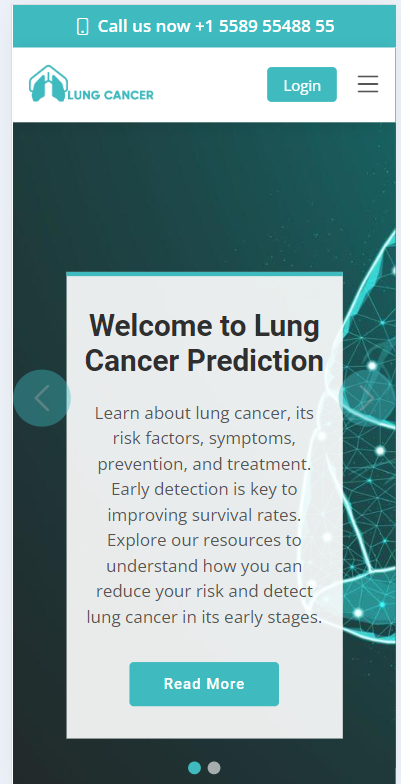 Call us now +1 5589 55488 55
LUNG CANCER
Login
Welcome to Lung
Cancer Prediction
Learn about lung cancer, its
risk factors, symptoms,
prevention, and treatment.
Early detection is key to
improving survival rates.
Explore our resources to
understand how you can
reduce your risk and detect
lung cancer in its early stages.
Read More